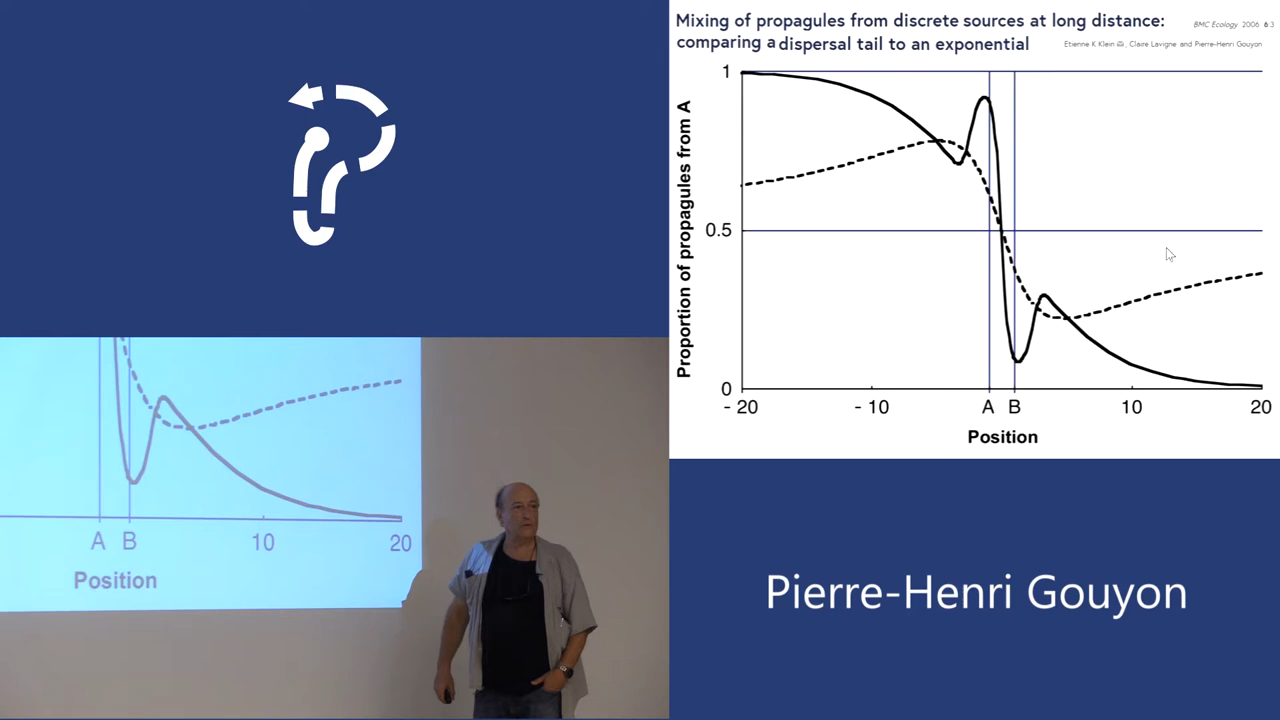 Mixing of propagules from discrete sources at long distance:
comparing a dispersal tail to an exponential
BMC Ecology 2006 6:3
Etienne K Klein ✉, Claire Lavigne and Pierre-Henri Gouyon
Proportion of propagules from A
1
0.5
0
- 20
- 10
A
B
10
20
Position
A
B
10
20
Position
Pierre-Henri Gouyon